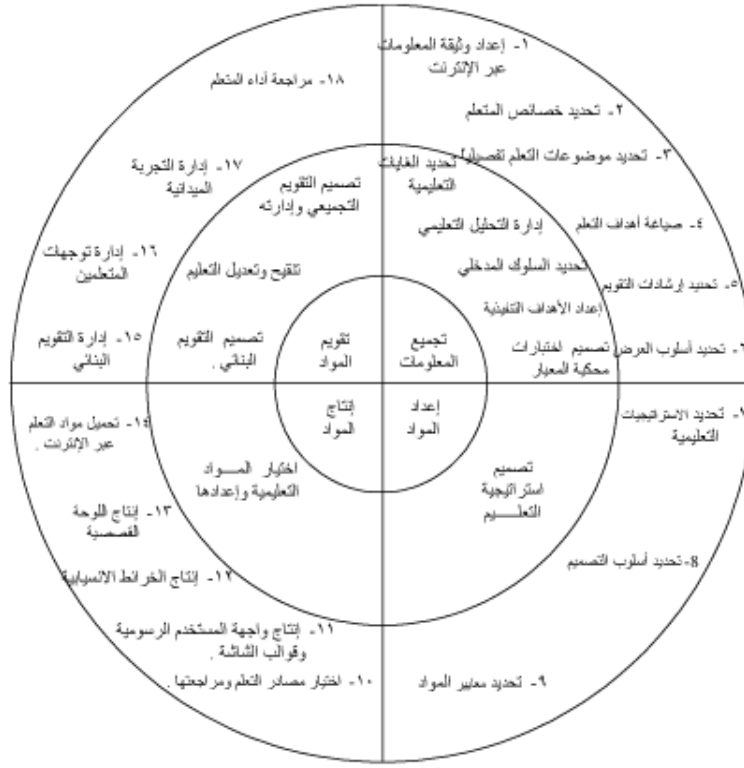 ١- إعداد وثيقة المعلومات
عبر الإنترنت
٢- تحديد خصائص المتعلم
٣- تحديد موضوعات التعلم تفصيليا
٤- صياغة أهداف التعلم
٥- تحديد إرشادات التقويم
٦- تحديد أسلوب العرض
٧- تحديد الاستراتيجيات
التعليمية
8- تحديد أسلوب التصميم
٩- تحديد معايير المواد
١٠- اختيار مصادر التعلم ومراجعتها .
١١- إنتاج واجهة المستخدم الرسومية
وقوالب الشاشة .
١٢- إنتاج الخرائط الانسيابية
١٣- إنتاج اللوحة
القصصية
١٤- تحميل مواد التعلم
عبر الإنترنت .
١٥- إدارة التقويم
البنائي
١٦- إدارة توجهات
المتعلمين
١٧- إدارة التجربة
الميدانية
١٨- مراجعة أداء المتعلم
تحديد الغايات
التعليمية
إدارة التحليل التعليمي
تحديد السلوك المدخلي
إعداد الأهداف التنفيذية
تصميم اختبارات
محكية المعيار
تصميم
استراتيجية
التعلـــيم
اختيار المـــواد
التعليمية وإعدادها
تصميم التقويم
البنائي .
تنقيح وتعديل التعليم
تصميم التقويم
التجميعي وإدارته
تجميع
المعلومات
إعداد
المواد
إنتاج
المواد
تقويم
المواد